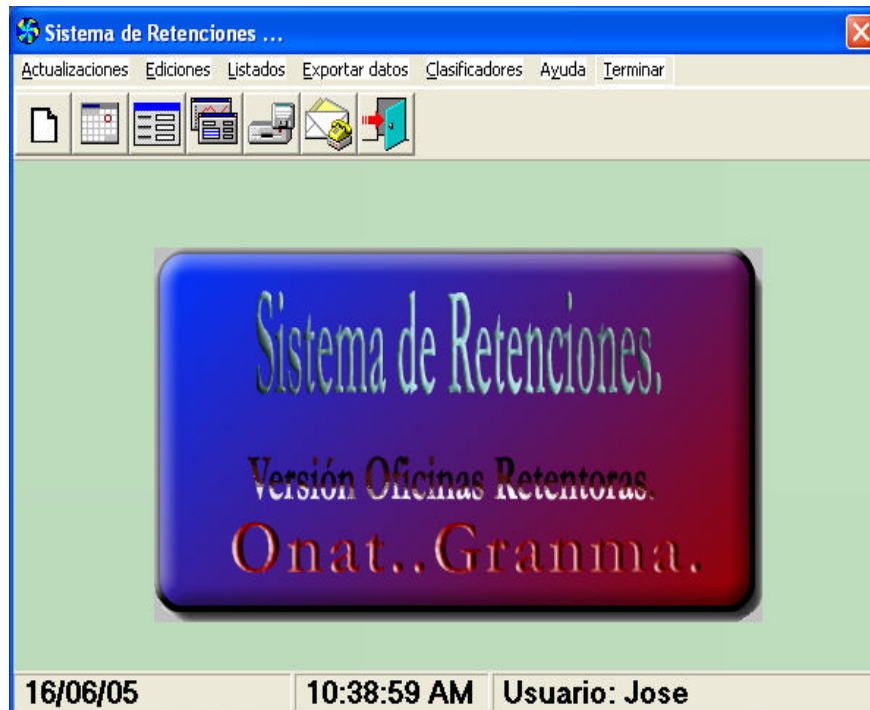 Sistema de Retenciones ...
Actualizaciones Ediciones Listados Exportar datos Clasificadores Ayuda Terminar
Sistema de Retenciones.
Versión Oficinas Retentoras.
Onat..Granma.
16/06/05 10:38:59 AM Usuario: Jose